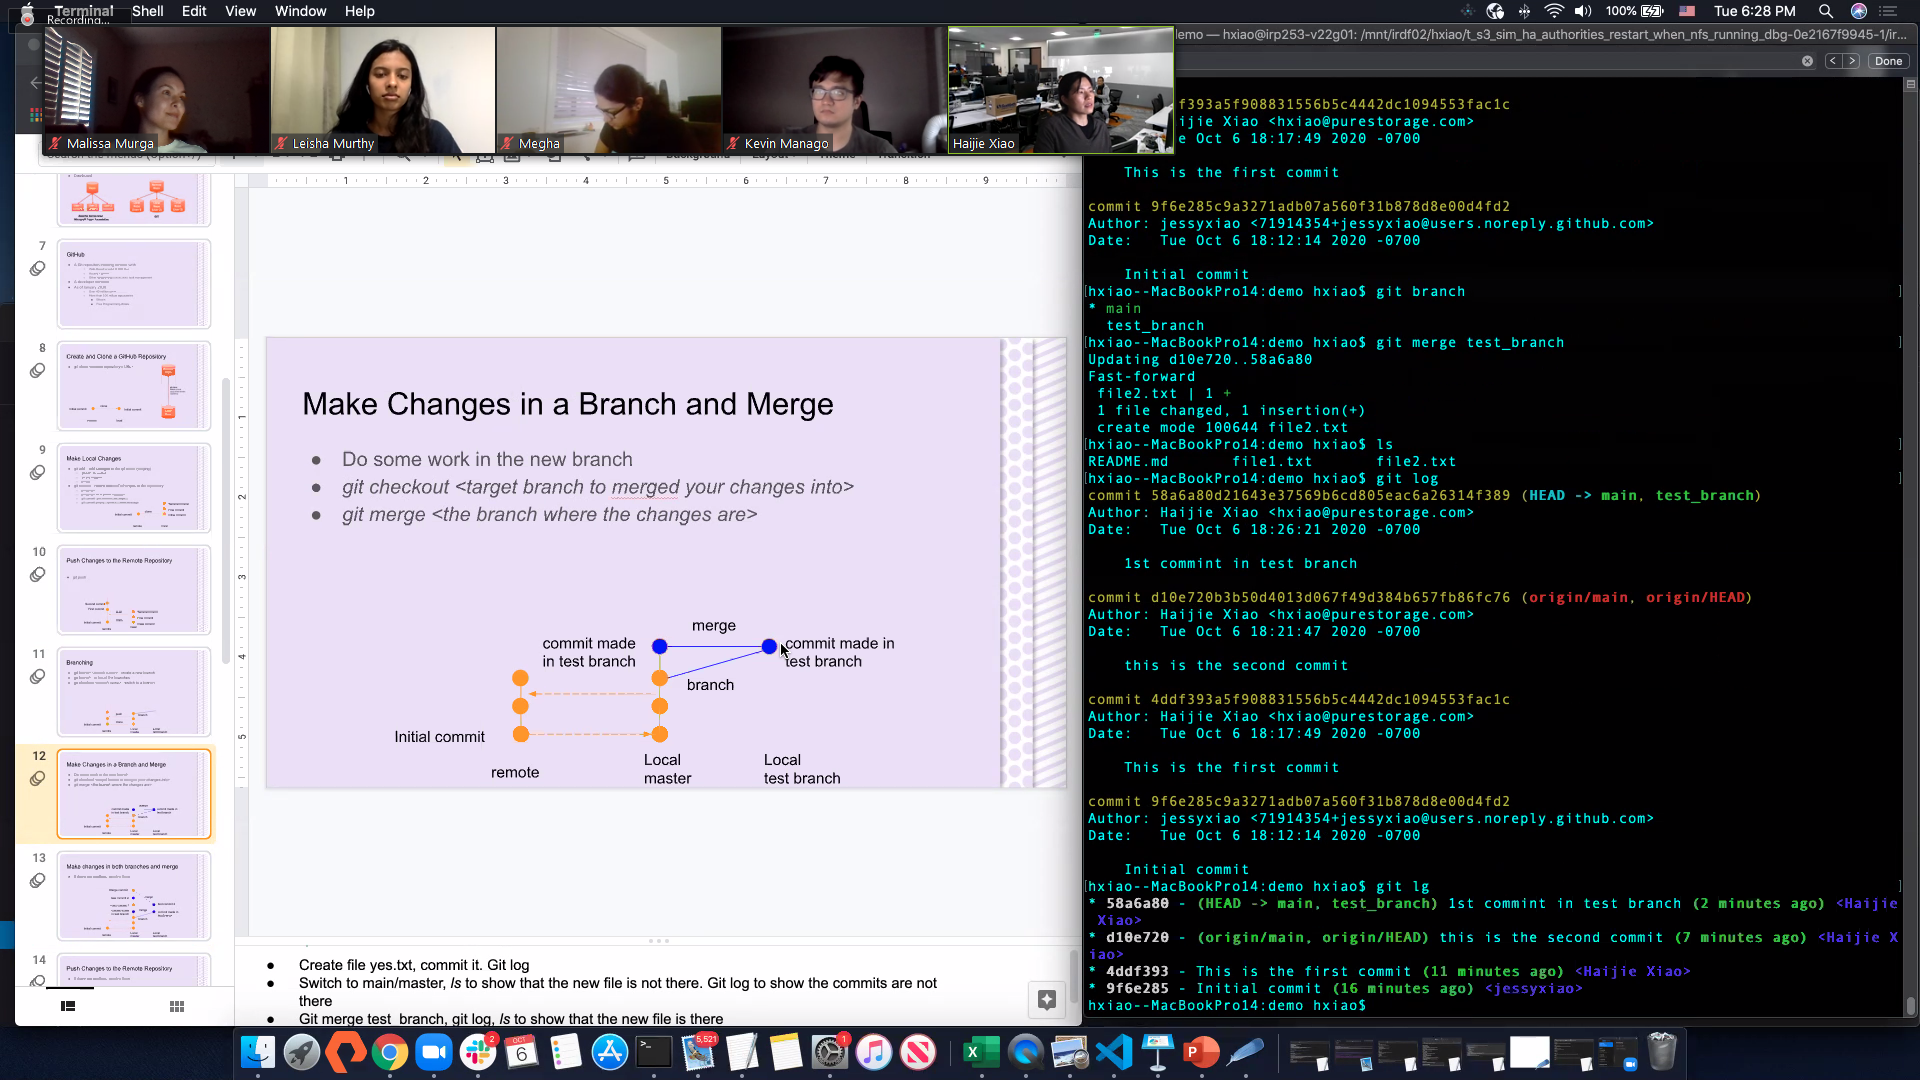 Recording...
Terminal Shell Edit View Window Help
100% Tue 6:28 PM
demo — hxiao@irp253-v22g01: /mnt/irdf02/hxiao/t_s3_sim_ha_authorities_restart_when_nfs_running_dbg-0e2167f9945-1/ir...
Done
Malissa Murga
Leisha Murthy
Megha
Kevin Manago
Haijie Xiao
1 2 3 4 5 6 7 8 9
7
GitHub
8
Create and Clone a GitHub Repository
9
Make Local Changes
10
Push Changes to the Remote Repository
11
Branching
12
Make Changes in a Branch and Merge
13
Make changes in both branches and merge
14
Push Changes to the Remote Repository
Make Changes in a Branch and Merge
● Do some work in the new branch
● git checkout <target branch to merged your changes into>
● git merge <the branch where the changes are>
merge
commit made
in test branch
commit made in
test branch
branch
Initial commit
remote
Local
master
Local
test branch
● Create file yes.txt, commit it. Git log
● Switch to main/master, ls to show that the new file is not there. Git log to show the commits are not
there
● Git merge test_branch, git log, ls to show that the new file is there
f393a5f908831556b5c4442dc1094553fac1c
ijie Xiao <hxiao@purestorage.com>
e Oct 6 18:17:49 2020 -0700
This is the first commit
commit 9f6e285c9a3271adb07a560f31b878d8e00d4fd2
Author: jessyxiao <71914354+jessyxiao@users.noreply.github.com>
Date: Tue Oct 6 18:12:14 2020 -0700
Initial commit
[hxiao--MacBookPro14:demo hxiao$ git branch ]
* main
test_branch
[hxiao--MacBookPro14:demo hxiao$ git merge test_branch ]
Updating d10e720..58a6a80
Fast-forward
file2.txt | 1 +
1 file changed, 1 insertion(+)
create mode 100644 file2.txt
[hxiao--MacBookPro14:demo hxiao$ ls ]
README.md file1.txt file2.txt
[hxiao--MacBookPro14:demo hxiao$ git log ]
commit 58a6a80d21643e37569b6cd805eac6a26314f389 (HEAD -> main, test_branch)
Author: Haijie Xiao <hxiao@purestorage.com>
Date: Tue Oct 6 18:26:21 2020 -0700
1st commint in test branch
commit d10e720b3b50d4013d067f49d384b657fb86fc76 (origin/main, origin/HEAD)
Author: Haijie Xiao <hxiao@purestorage.com>
Date: Tue Oct 6 18:21:47 2020 -0700
this is the second commit
commit 4ddf393a5f908831556b5c4442dc1094553fac1c
Author: Haijie Xiao <hxiao@purestorage.com>
Date: Tue Oct 6 18:17:49 2020 -0700
This is the first commit
commit 9f6e285c9a3271adb07a560f31b878d8e00d4fd2
Author: jessyxiao <71914354+jessyxiao@users.noreply.github.com>
Date: Tue Oct 6 18:12:14 2020 -0700
Initial commit
[hxiao--MacBookPro14:demo hxiao$ git lg ]
* 58a6a80 - (HEAD -> main, test_branch) 1st commint in test branch (2 minutes ago) <Haijie
Xiao>
* d10e720 - (origin/main, origin/HEAD) this is the second commit (7 minutes ago) <Haijie X
iao>
* 4ddf393 - This is the first commit (11 minutes ago) <Haijie Xiao>
* 9f6e285 - Initial commit (16 minutes ago) <jessyxiao>
hxiao--MacBookPro14:demo hxiao$
OCT
6
2
5,521
1